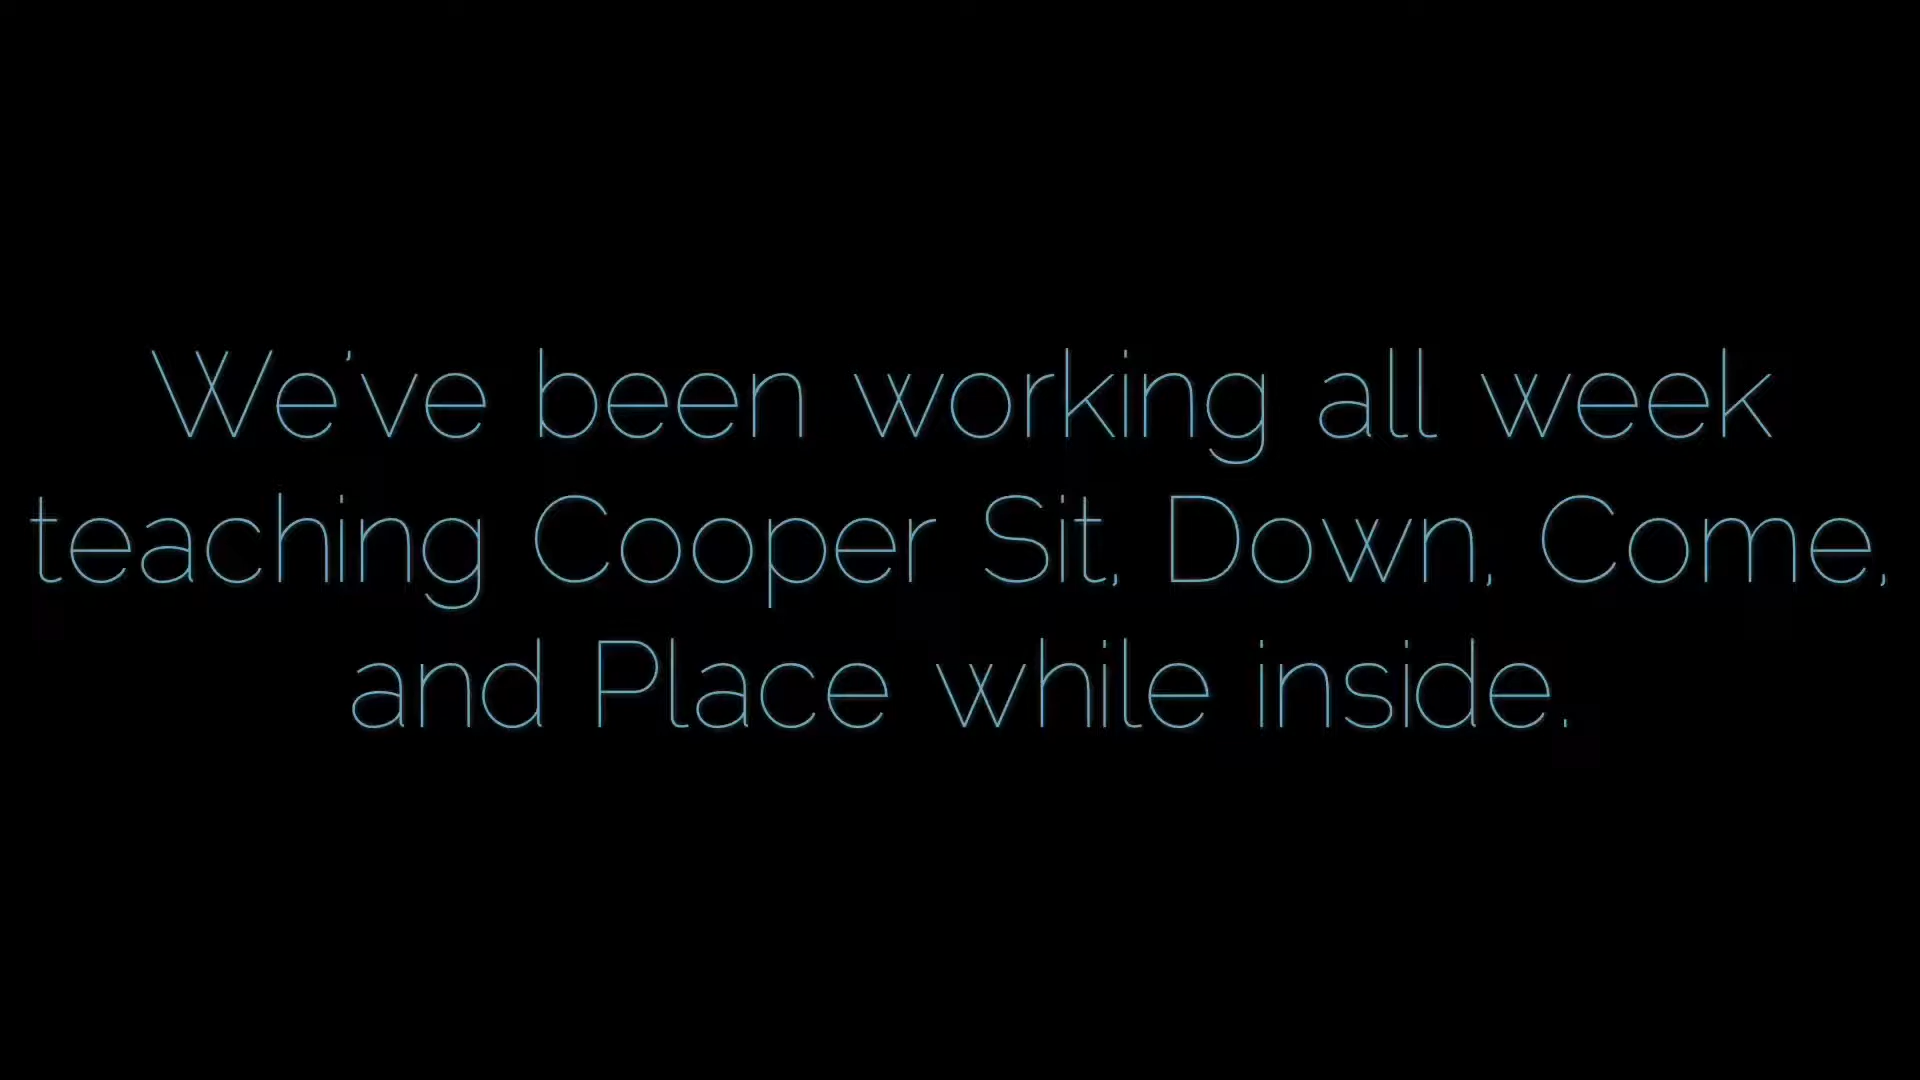 We've been working all week
teaching Cooper Sit, Down, Come,
and Place while inside.